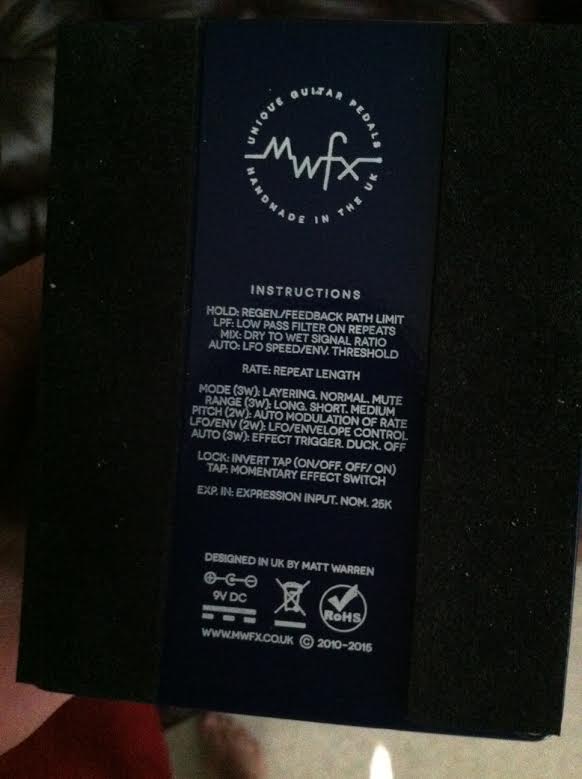 UNIQUE GUITAR PEDALS
Mwfx
HANDMADE IN THE UK
INSTRUCTIONS
HOLD: REGEN./FEEDBACK PATH LIMIT
LPF: LOW PASS FILTER ON REPEATS
MIX: DRY TO WET SIGNAL RATIO
AUTO: LFO SPEED/ENV. THRESHOLD
RATE: REPEAT LENGTH
MODE (3W): LAYERING. NORMAL. MUTE
RANGE (3W): LONG. SHORT. MEDIUM
PITCH (2W): AUTO MODULATION OF RATE
LFO/ENV (2W): LFO/ENVELOPE CONTROL
AUTO (3W): EFFECT TRIGGER. DUCK. OFF
LOCK: INVERT TAP (ON/OFF. OFF/ ON)
TAP: MOMENTARY EFFECT SWITCH
EXP. IN: EXPRESSION INPUT. NOM. 25K
DESIGNED IN UK BY MATT WARREN
9V DC
RoHS
WWW.MWFX.CO.UK © 2010-2015